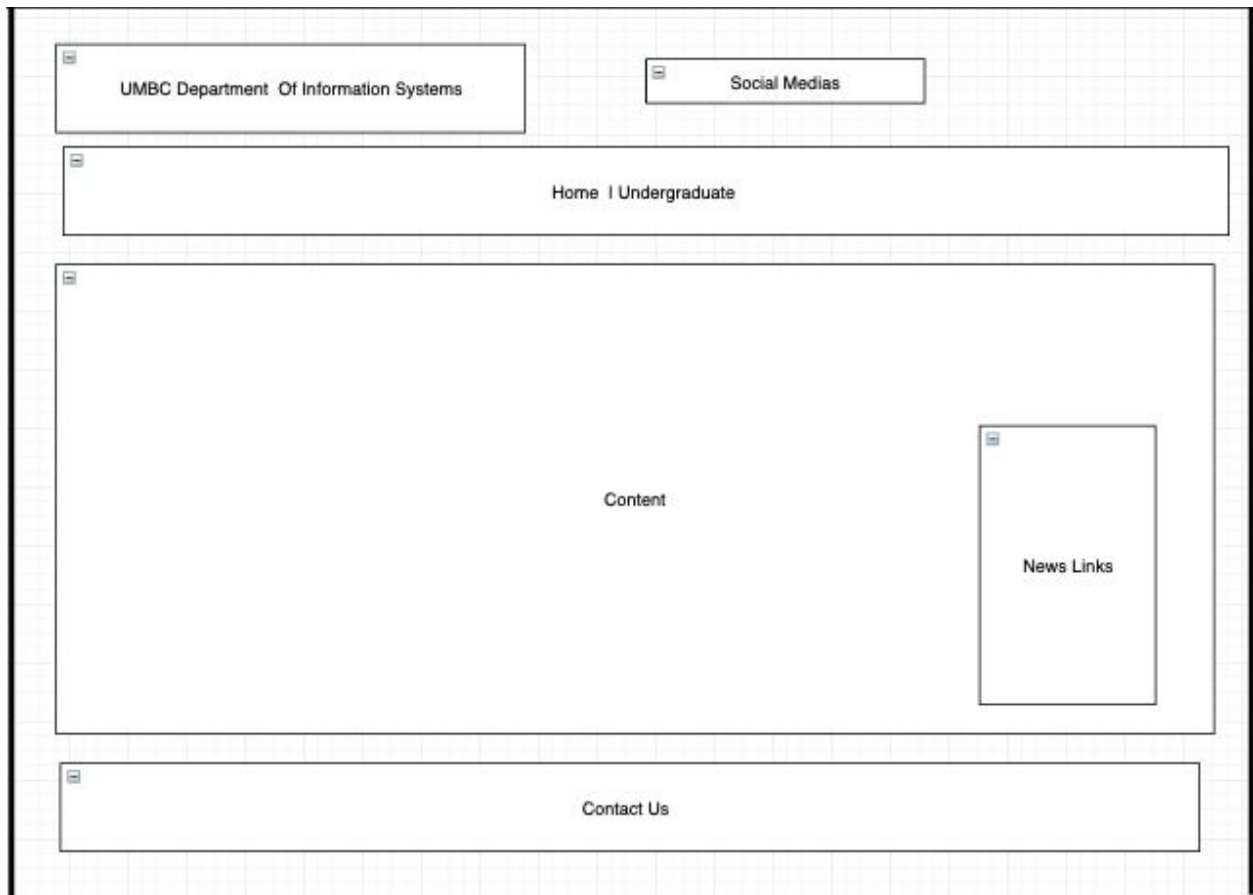 UMBC Department Of Information Systems
Social Medias
Home | Undergraduate
Content
News Links
Contact Us